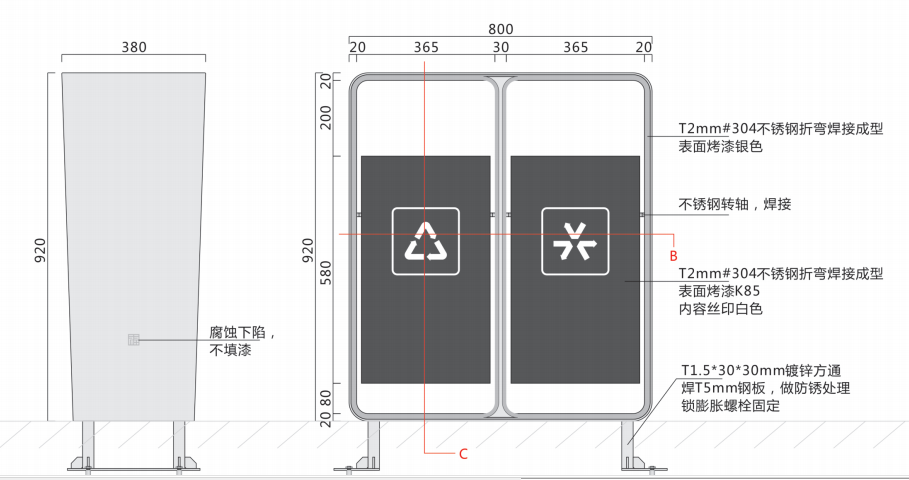 800
380
20 365 30 365 20
20
200
920
920
580
80
20
T2mm#304不锈钢折弯焊接成型
表面烤漆银色
不锈钢转轴，焊接
B
T2mm#304不锈钢折弯焊接成型
表面烤漆K85
内容丝印白色
腐蚀下陷，
不填漆
T1.5*30*30mm镀锌方通
焊T5mm钢板，做防锈处理
锁膨胀螺栓固定
C